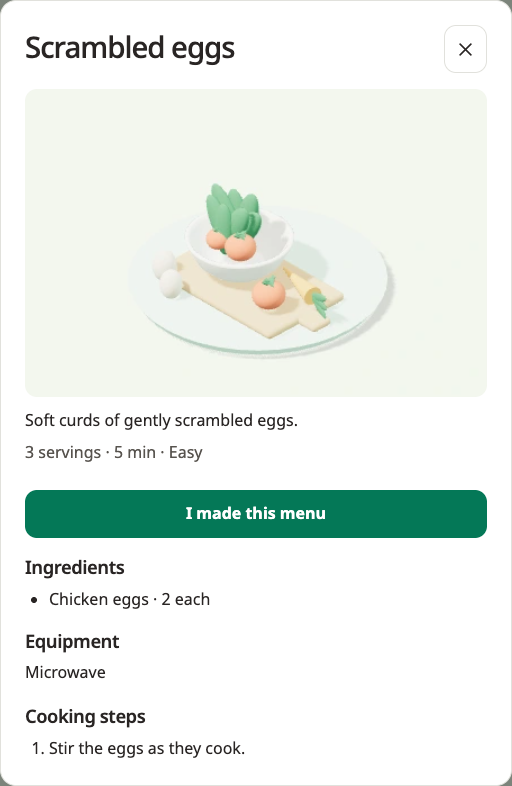 Scrambled eggs
Soft curds of gently scrambled eggs.
3 servings · 5 min · Easy
I made this menu
Ingredients
• Chicken eggs · 2 each
Equipment
Microwave
Cooking steps
1. Stir the eggs as they cook.